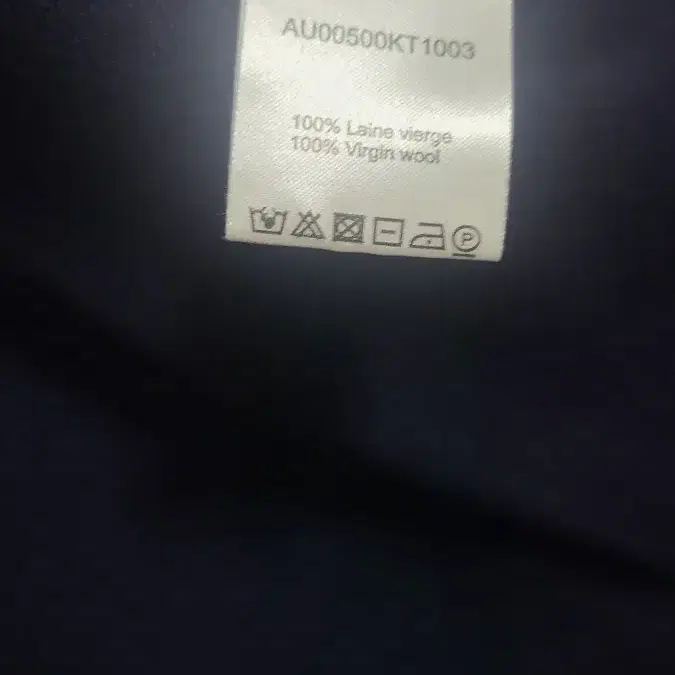 AU00500KT1003
100% Laine vierge
100% Virgin wool
P